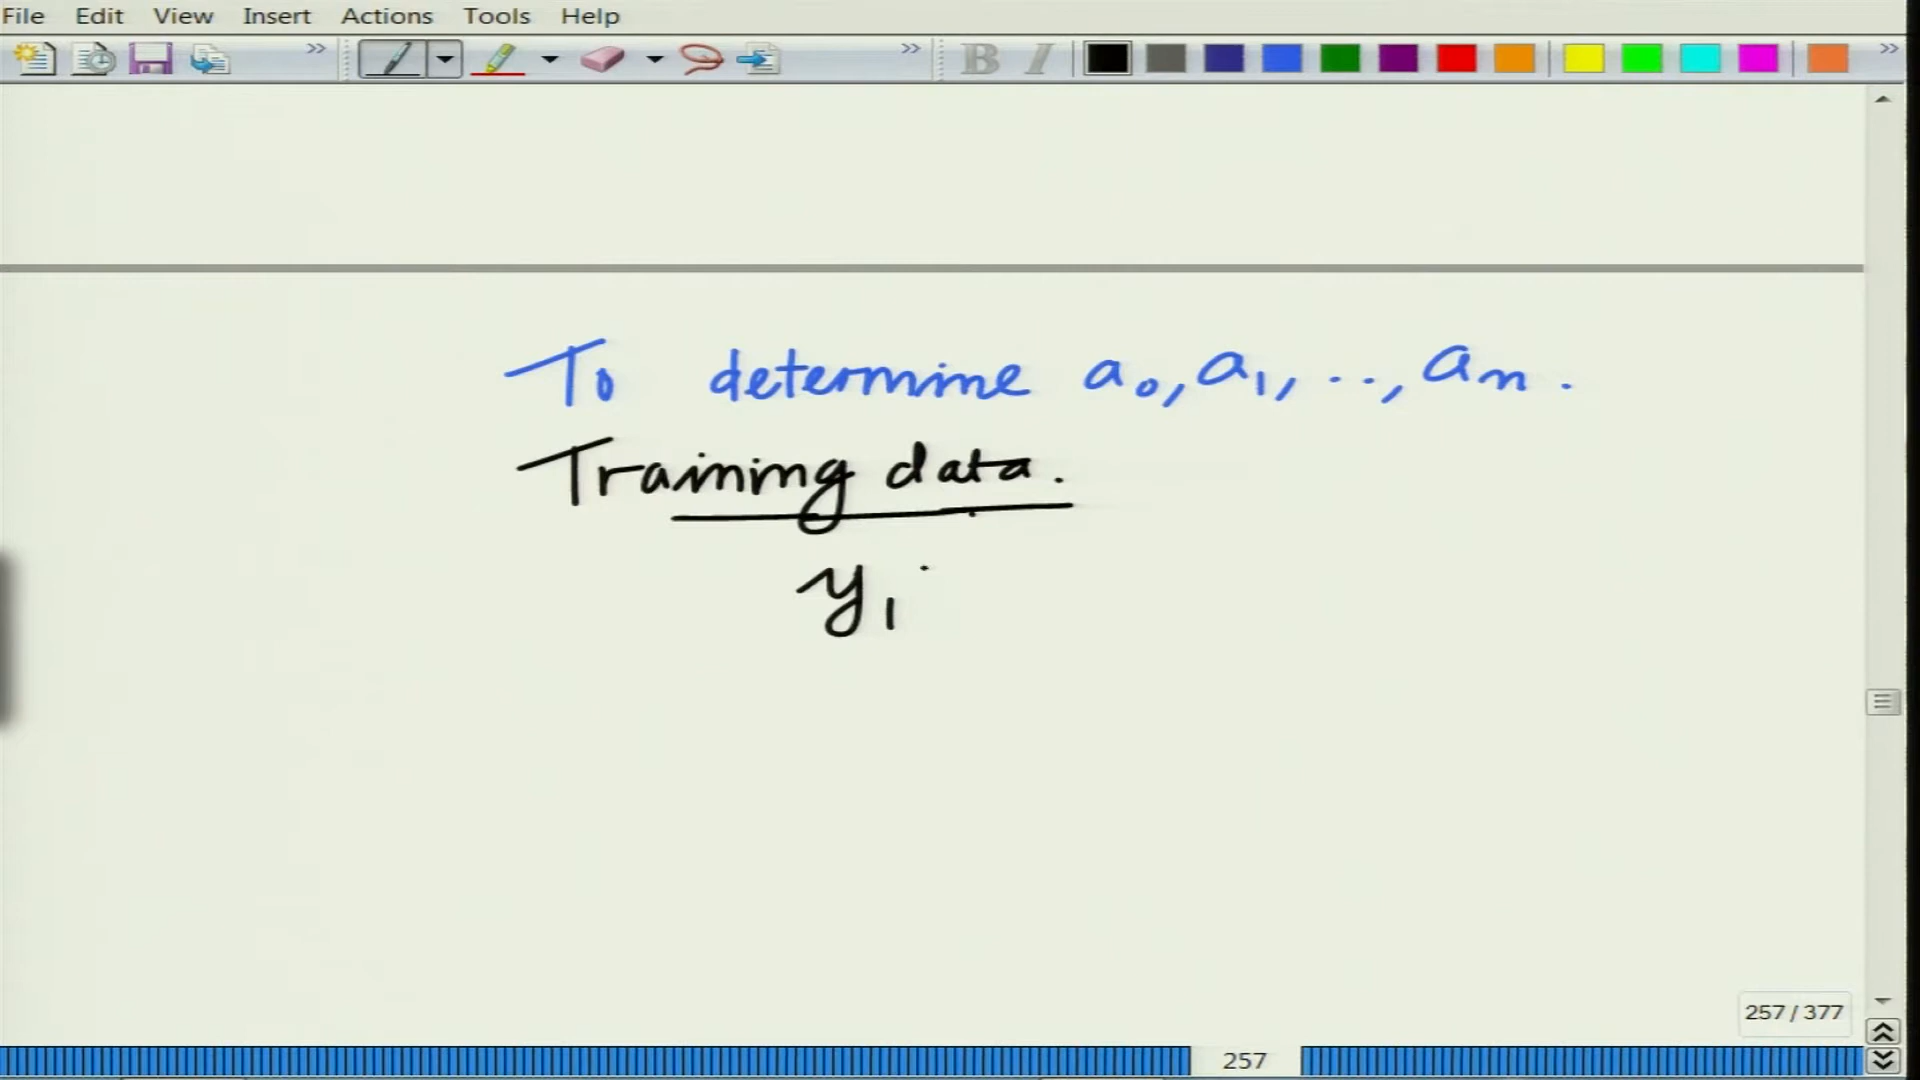 File Edit View Insert Actions Tools Help
B I
To determine a₀, a₁, .., aₙ.
Training data.
y₁
257 / 377
257